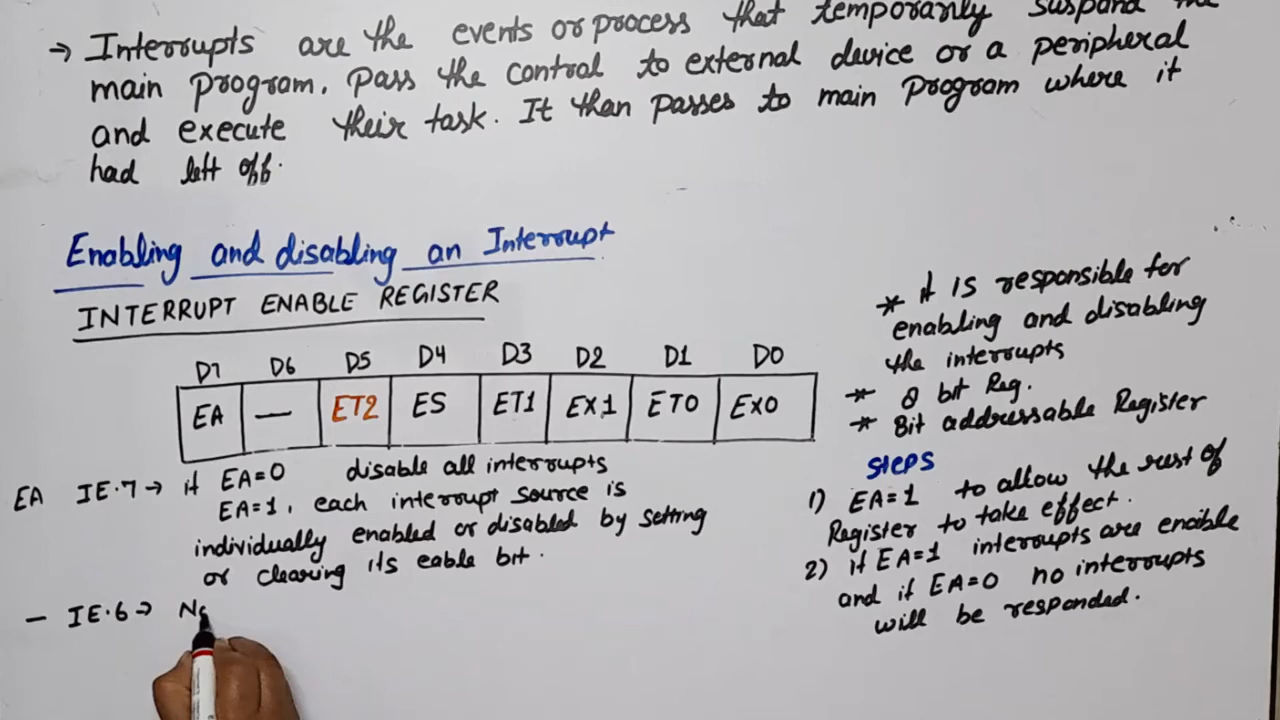 → Interrupts are the events or process that temporarily suspand the
main program, pass the control to external device or a peripheral
and execute their task. It than passes to main program where it
had left off.
Enabling and disabling an Interrupt
INTERRUPT ENABLE REGISTER
D7 D6 D5 D4 D3 D2 D1 D0
EA — ET2 ES ET1 EX1 ET0 EX0
EA IE.7 → if EA=0 disable all interrupts
EA=1, each interrupt source is
individually enabled or disabled by setting
or clearing its eable bit.
— IE.6 → No
* it is responsible for
enabling and disabling
the interrupts
* 8 bit Reg.
* Bit addressable Register
Steps
1) EA=1 to allow the rest of
Register to take effect.
2) if EA=1 interrupts are enable
and if EA=0 no interrupts
will be responded.